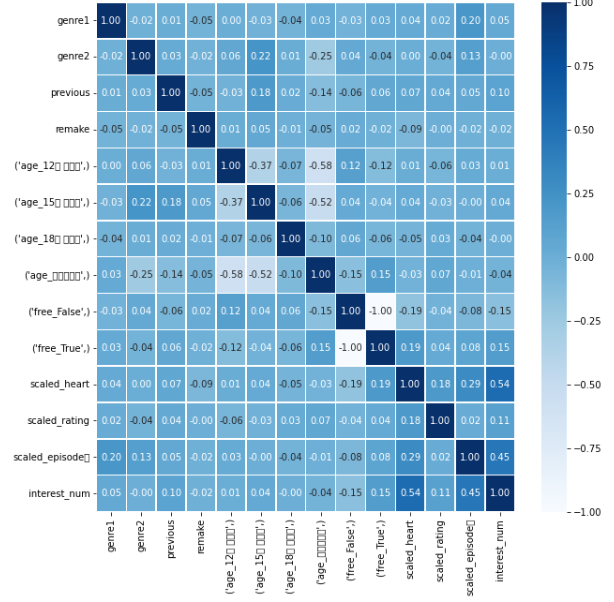 genre1 1.00 -0.02 0.01 -0.05 0.00 -0.03 -0.04 0.03 -0.03 0.03 0.04 0.02 0.20 0.05
genre2 -0.02 1.00 0.03 -0.02 0.06 0.22 0.01 -0.25 0.04 -0.04 0.00 -0.04 0.13 -0.00
previous 0.01 0.03 1.00 -0.05 -0.03 0.18 0.02 -0.14 -0.06 0.06 0.07 0.04 0.05 0.10
remake -0.05 -0.02 -0.05 1.00 0.01 0.05 -0.01 -0.05 0.02 -0.02 -0.09 -0.00 -0.02 -0.02
('age_12▯ ▯▯▯',) 0.00 0.06 -0.03 0.01 1.00 -0.37 -0.07 -0.58 0.12 -0.12 0.01 -0.06 0.03 0.01
('age_15▯ ▯▯▯',) -0.03 0.22 0.18 0.05 -0.37 1.00 -0.06 -0.52 0.04 -0.04 0.04 -0.03 -0.00 0.04
('age_18▯ ▯▯▯',) -0.04 0.01 0.02 -0.01 -0.07 -0.06 1.00 -0.10 0.06 -0.06 -0.05 0.03 -0.04 -0.00
('age_▯▯▯▯▯',) 0.03 -0.25 -0.14 -0.05 -0.58 -0.52 -0.10 1.00 -0.15 0.15 -0.03 0.07 -0.01 -0.04
('free_False',) -0.03 0.04 -0.06 0.02 0.12 0.04 0.06 -0.15 1.00 -1.00 -0.19 -0.04 -0.08 -0.15
('free_True',) 0.03 -0.04 0.06 -0.02 -0.12 -0.04 -0.06 0.15 -1.00 1.00 0.19 0.04 0.08 0.15
scaled_heart 0.04 0.00 0.07 -0.09 0.01 0.04 -0.05 -0.03 -0.19 0.19 1.00 0.18 0.29 0.54
scaled_rating 0.02 -0.04 0.04 -0.00 -0.06 -0.03 0.03 0.07 -0.04 0.04 0.18 1.00 0.02 0.11
scaled_episode▯ 0.20 0.13 0.05 -0.02 0.03 -0.00 -0.04 -0.01 -0.08 0.08 0.29 0.02 1.00 0.45
interest_num 0.05 -0.00 0.10 -0.02 0.01 0.04 -0.00 -0.04 -0.15 0.15 0.54 0.11 0.45 1.00
genre1
genre2
previous
remake
('age_12▯ ▯▯▯',)
('age_15▯ ▯▯▯',)
('age_18▯ ▯▯▯',)
('age_▯▯▯▯▯',)
('free_False',)
('free_True',)
scaled_heart
scaled_rating
scaled_episode▯
interest_num
1.00
0.75
0.50
0.25
0.00
−0.25
−0.50
−0.75
−1.00